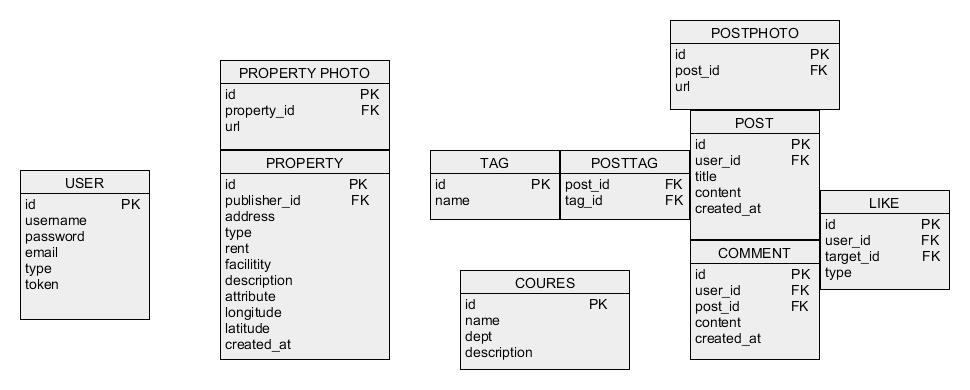 USER
id PK
username
password
email
type
token
PROPERTY PHOTO
id PK
property_id FK
url
PROPERTY
id PK
publisher_id FK
address
type
rent
facilitity
description
attribute
longitude
latitude
created_at
TAG
id PK
name
POSTTAG
post_id FK
tag_id FK
COURES
id PK
name
dept
description
POSTPHOTO
id PK
post_id FK
url
POST
id PK
user_id FK
title
content
created_at
COMMENT
id PK
user_id FK
post_id FK
content
created_at
LIKE
id PK
user_id FK
target_id FK
type